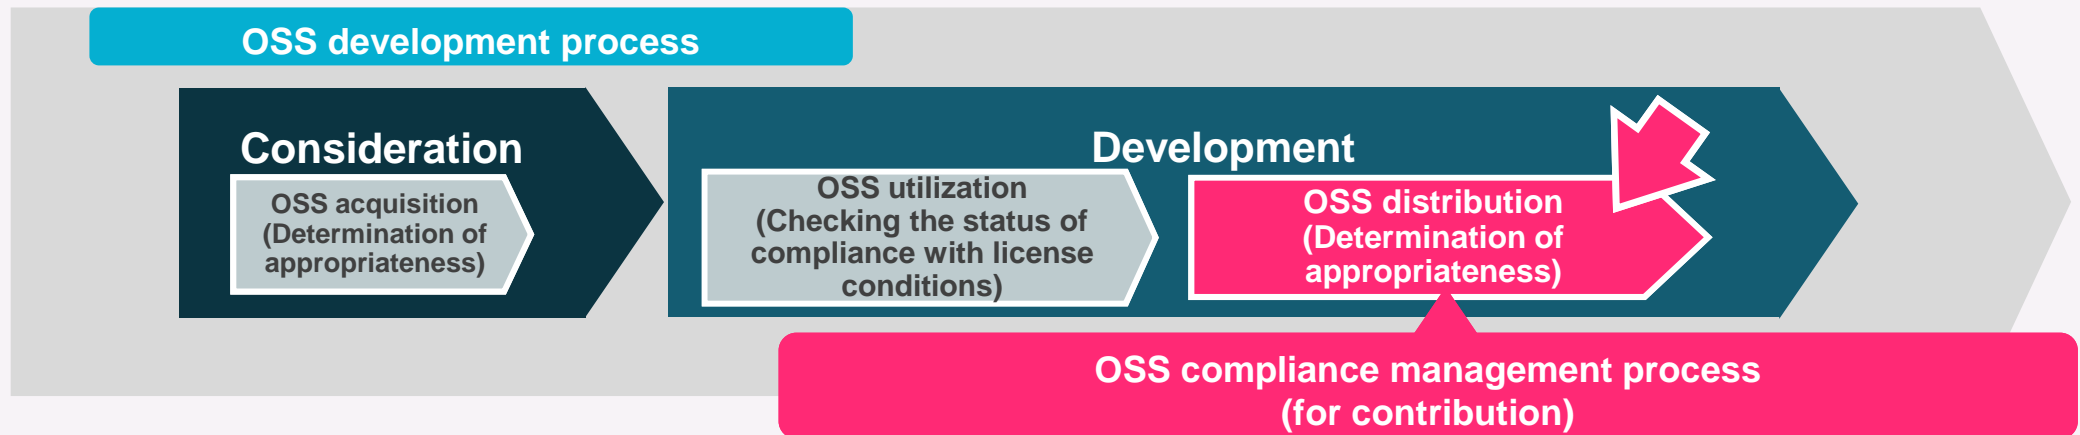 OSS development process
Consideration
OSS acquisition
(Determination of
appropriateness)
Development
OSS utilization
(Checking the status of
compliance with license
conditions)
OSS distribution
(Determination of
appropriateness)
OSS compliance management process
(for contribution)